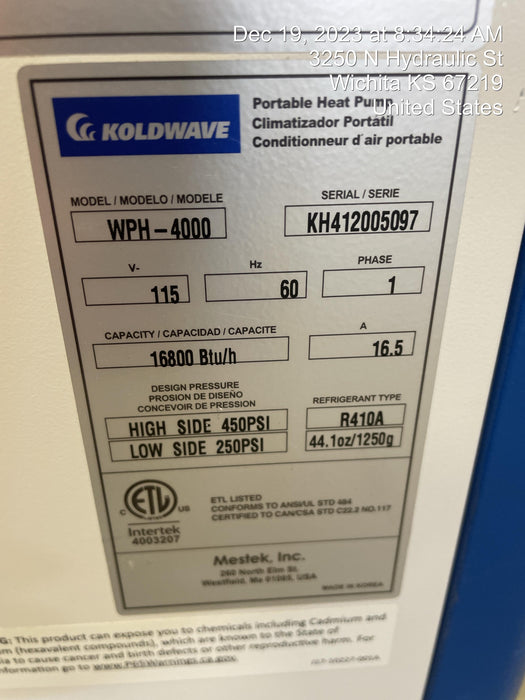 Dec 19, 2023 at 8:34:24 AM
3250 N Hydraulic St
Wichita KS 67219
United States
KOLDWAVE
Portable Heat Pump
Climatizador Portátil
Conditionneur d'air portable
MODEL / MODELO / MODELE
SERIAL / SERIE
WPH-4000
KH412005097
V~
Hz
PHASE
115
60
1
CAPACITY / CAPACIDAD / CAPACITE
A
16800 Btu/h
16.5
DESIGN PRESSURE
PROSION DE DISEÑO
CONCEVOIR DE PRESSION
REFRIGERANT TYPE
HIGH SIDE 450PSI
R410A
LOW SIDE 250PSI
44.1oz/1250g
C ETL US
Intertek
4003207
ETL LISTED
CONFORMS TO ANSI/UL STD 484
CERTIFIED TO CAN/CSA STD C22.2 NO.117
Mestek, Inc.
260 North Elm St.
Westfield, Ma 01085, USA
MADE IN KOREA
G: This product can expose you to chemicals including Cadmium and
m (hexavalent compounds), which are known to the State of
ia to cause cancer and birth defects or other reproductive harm. For
nformation go to www.P65Warnings.ca.gov.